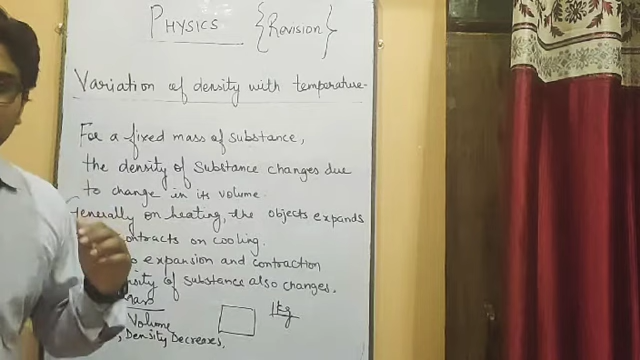 PHYSICS {REVISION}
Variation of density with temperature.
For a fixed mass of substance,
the density of substance changes due
to change in its volume.
Generally on heating, the objects expands
contracts on cooling.
expansion and contraction
of substance also changes.
Mass
Volume
1kg
Density Decreases,